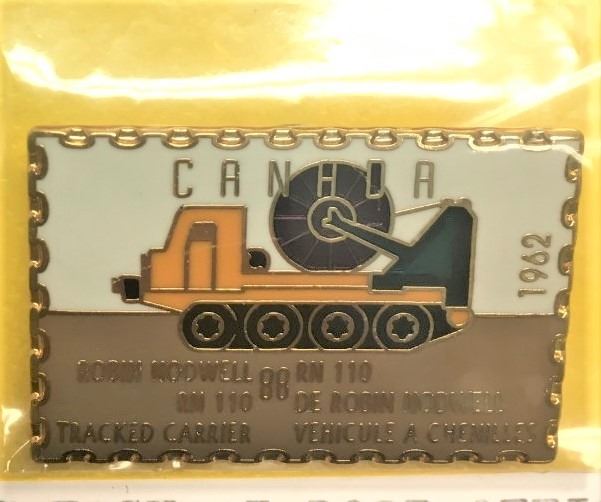 CANADA
1962
ROBIN NODWELL 88 RN 110
RN 110 DE ROBIN NODWELL
TRACKED CARRIER VEHICULE A CHENILLES